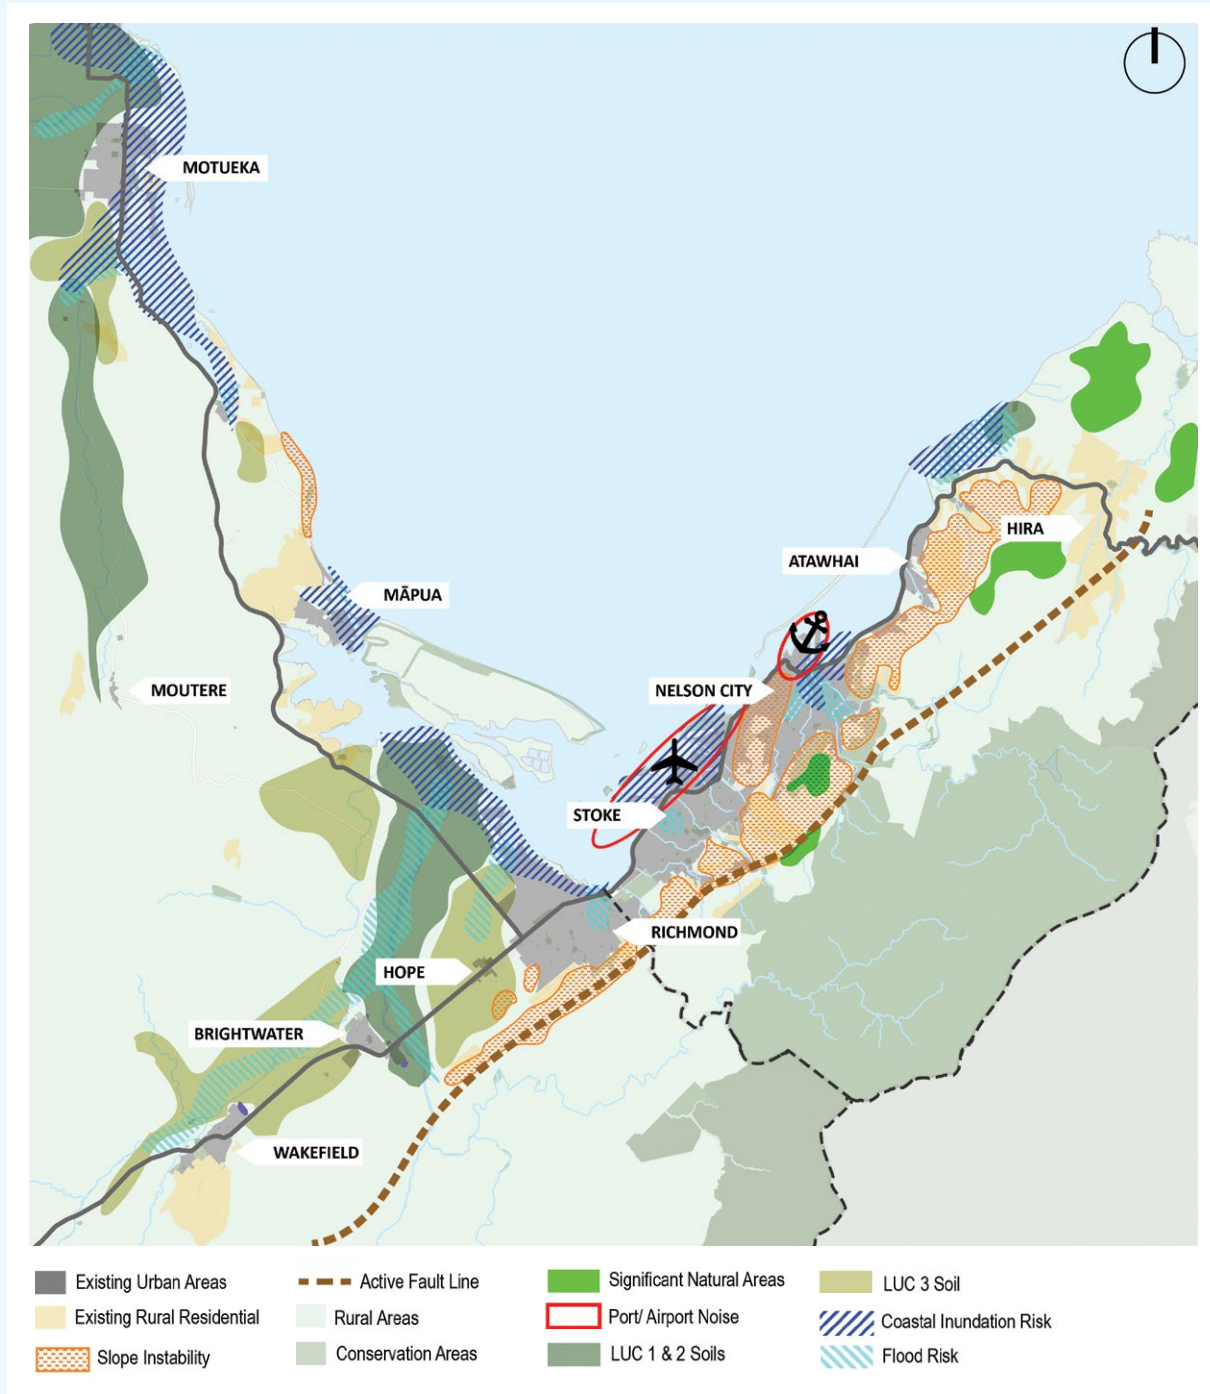 MOTUEKA
HIRA
ATAWHAI
MĀPUA
MOUTERE
NELSON CITY
STOKE
RICHMOND
HOPE
BRIGHTWATER
WAKEFIELD
Existing Urban Areas
Active Fault Line
Significant Natural Areas
LUC 3 Soil
Existing Rural Residential
Rural Areas
Port/ Airport Noise
Coastal Inundation Risk
Slope Instability
Conservation Areas
LUC 1 & 2 Soils
Flood Risk